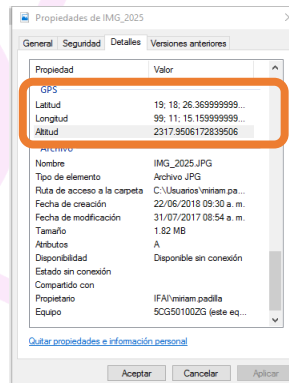 Propiedades de IMG_2025
General Seguridad Detalles Versiones anteriores
Propiedad Valor
GPS
Latitud 19; 18; 26.369999999...
Longitud 99; 11; 15.159999999...
Altitud 2317.9506172839506
Archivo
Nombre IMG_2025.JPG
Tipo de elemento Archivo JPG
Ruta de acceso a la carpeta C:\Usuarios\miriam.pa...
Fecha de creación 22/06/2018 09:30 a. m.
Fecha de modificación 31/07/2017 08:54 a. m.
Tamaño 1.82 MB
Atributos A
Disponibilidad Disponible sin conexión
Estado sin conexión
Compartido con
Propietario IFAI\miriam.padilla
Equipo 5CG50100ZG (este eq...
Quitar propiedades e información personal
Aceptar Cancelar Aplicar